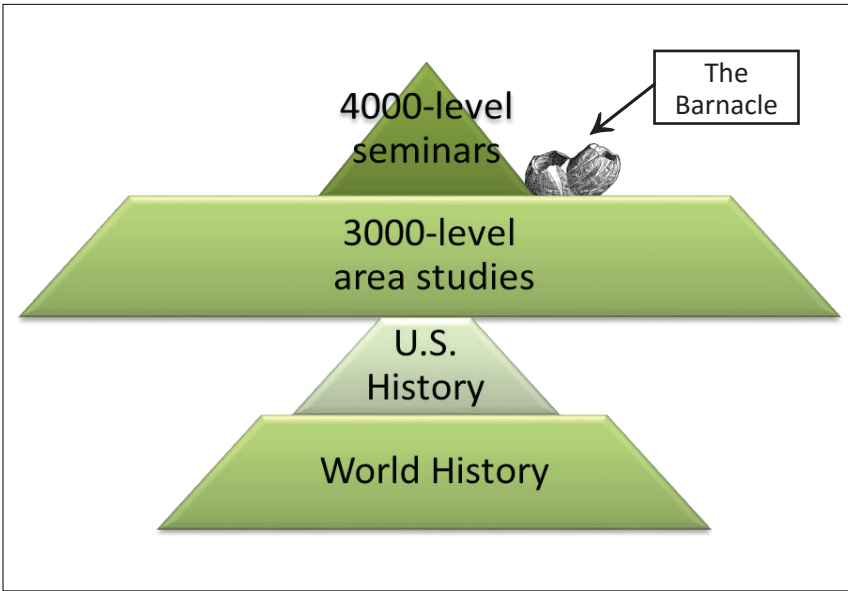 The
Barnacle
4000-level
seminars
3000-level
area studies
U.S.
History
World History